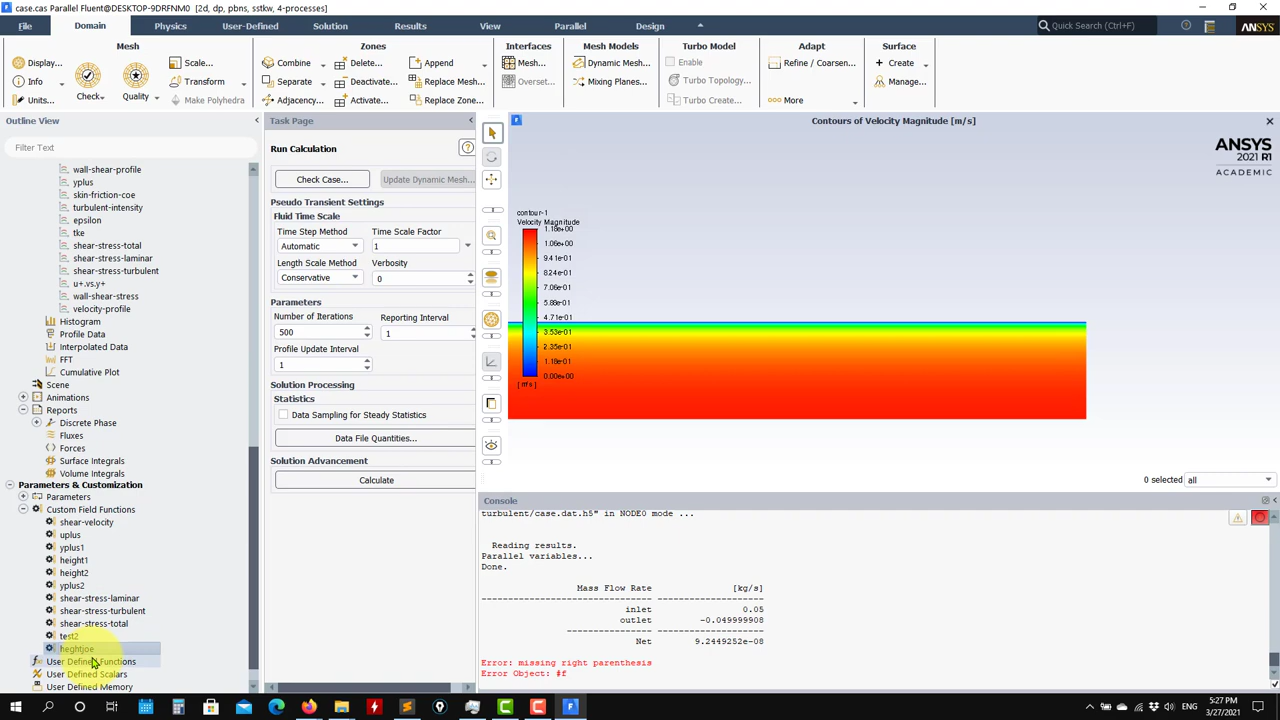 case.cas Parallel Fluent@DESKTOP-9DRFNM0 [2d, dp, pbns, sstkw, 4-processes]
File Domain Physics User-Defined Solution Results View Parallel Design Quick Search (Ctrl+F) ANSYS
Mesh Zones Interfaces Mesh Models Turbo Model Adapt Surface
Display... Scale... Combine Delete... Append Mesh... Dynamic Mesh... Enable Refine / Coarsen... Create
Info Transform Separate Deactivate... Replace Mesh... Overset... Mixing Planes... Turbo Topology... Manage...
Units... Check Quality Make Polyhedra Adjacency... Activate... Replace Zone... Turbo Create... More
Outline View
Filter Text
wall-shear-profile
yplus
skin-friction-coe
turbulent-intensity
epsilon
tke
shear-stress-total
shear-stress-laminar
shear-stress-turbulent
u+.vs.y+
wall-shear-stress
velocity-profile
Histogram
Profile Data
Interpolated Data
FFT
Cumulative Plot
Scene
Animations
Reports
Discrete Phase
Fluxes
Forces
Surface Integrals
Volume Integrals
Parameters & Customization
Parameters
Custom Field Functions
shear-velocity
uplus
yplus1
height1
height2
yplus2
shear-stress-laminar
shear-stress-turbulent
shear-stress-total
test2
heghtjoe
User Defined Functions
User Defined Scalars
User Defined Memory
Task Page
Run Calculation
Check Case... Update Dynamic Mesh...
Pseudo Transient Settings
Fluid Time Scale
Time Step Method Time Scale Factor
Automatic 1
Length Scale Method Verbosity
Conservative 0
Parameters
Number of Iterations Reporting Interval
500 1
Profile Update Interval
1
Solution Processing
Statistics
Data Sampling for Steady Statistics
Data File Quantities...
Solution Advancement
Calculate
Contours of Velocity Magnitude [m/s]
ANSYS
2021 R1
ACADEMIC
contour-1
Velocity Magnitude
1.18e+00
1.06e+00
9.41e-01
8.24e-01
7.06e-01
5.88e-01
4.71e-01
3.53e-01
2.35e-01
1.18e-01
0.00e+00
[ m/s ]
0 selected all
Console
turbulent/case.dat.h5" in NODE0 mode ...
Reading results.
Parallel variables...
Done.
Mass Flow Rate [kg/s]
-------------------------------- --------------------
inlet 0.05
outlet -0.049999908
---------------- --------------------
Net 9.2449252e-08
Error: missing right parenthesis
Error Object: #f
5:27 PM
3/27/2021